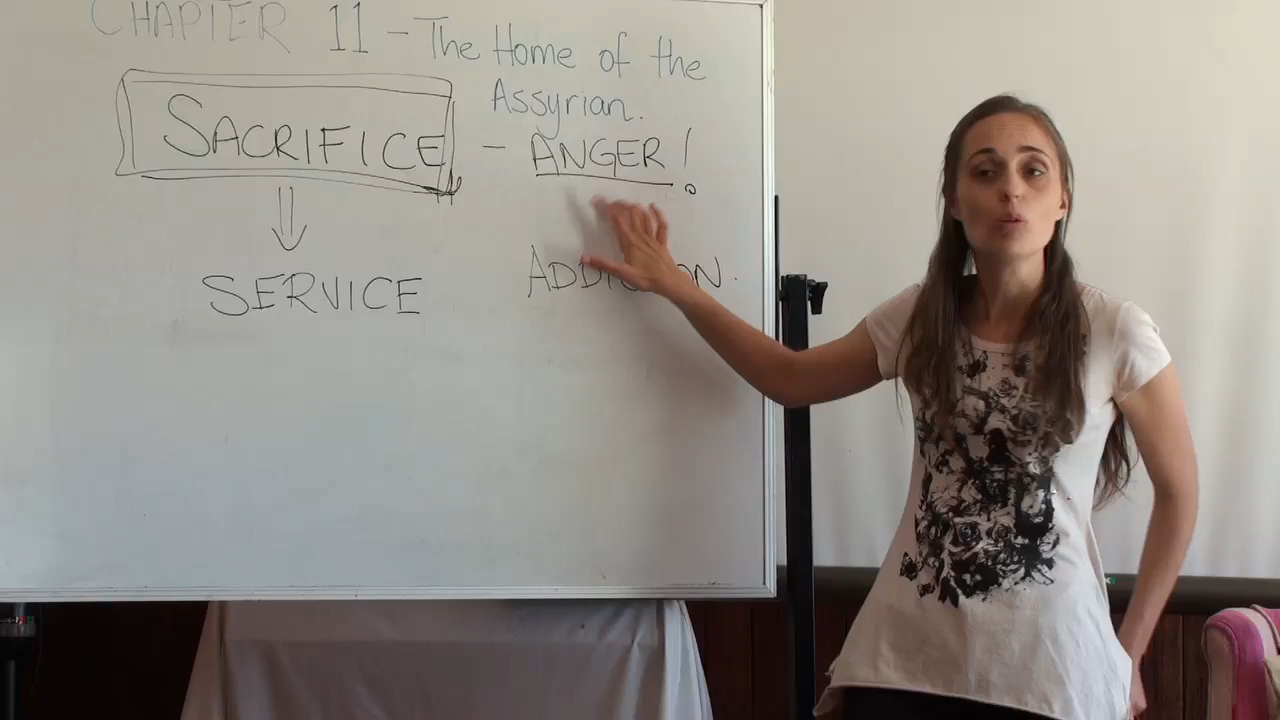 CHAPTER 11 - The Home of the
Assyrian.
SACRIFICE - ANGER!
SERVICE